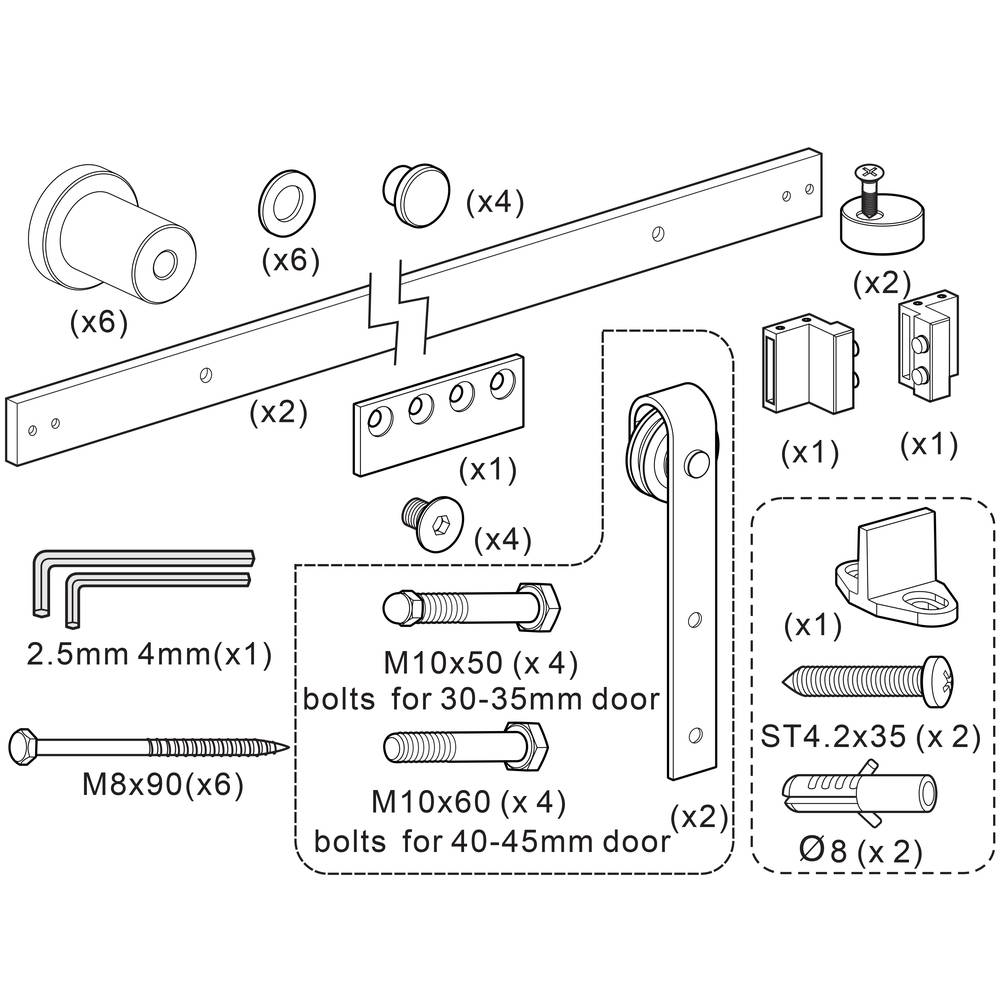 (x4)
(x6)
(x2)
(x6)
(x2)
(x1)
(x1)
(x1)
(x4)
2.5mm 4mm(x1)
M8x90(x6)
M10x50 (x 4)
bolts for 30-35mm door
M10x60 (x 4)
bolts for 40-45mm door
(x2)
(x1)
ST4.2x35 (x 2)
Ø8 (x 2)